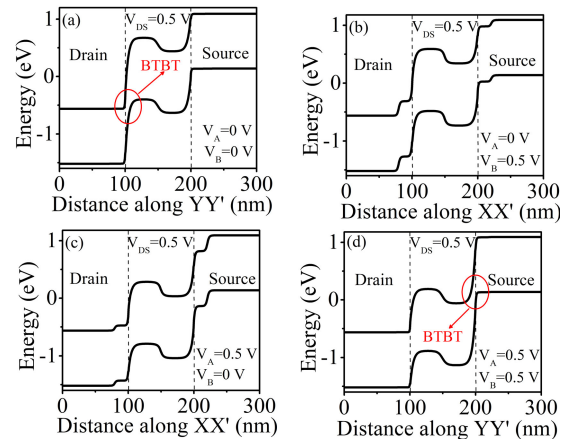 (a)
V_DS=0.5 V
Drain
Source
BTBT
V_A=0 V
V_B=0 V
Energy (eV)
1
0
-1
0 100 200 300
Distance along YY' (nm)
(b)
V_DS=0.5 V
Drain
Source
V_A=0 V
V_B=0.5 V
Energy (eV)
1
0
-1
0 100 200 300
Distance along XX' (nm)
(c)
V_DS=0.5 V
Drain
Source
V_A=0.5 V
V_B=0 V
Energy (eV)
1
0
-1
0 100 200 300
Distance along XX' (nm)
(d)
V_DS=0.5 V
Drain
Source
BTBT
V_A=0.5 V
V_B=0.5 V
Energy (eV)
1
0
-1
0 100 200 300
Distance along YY' (nm)